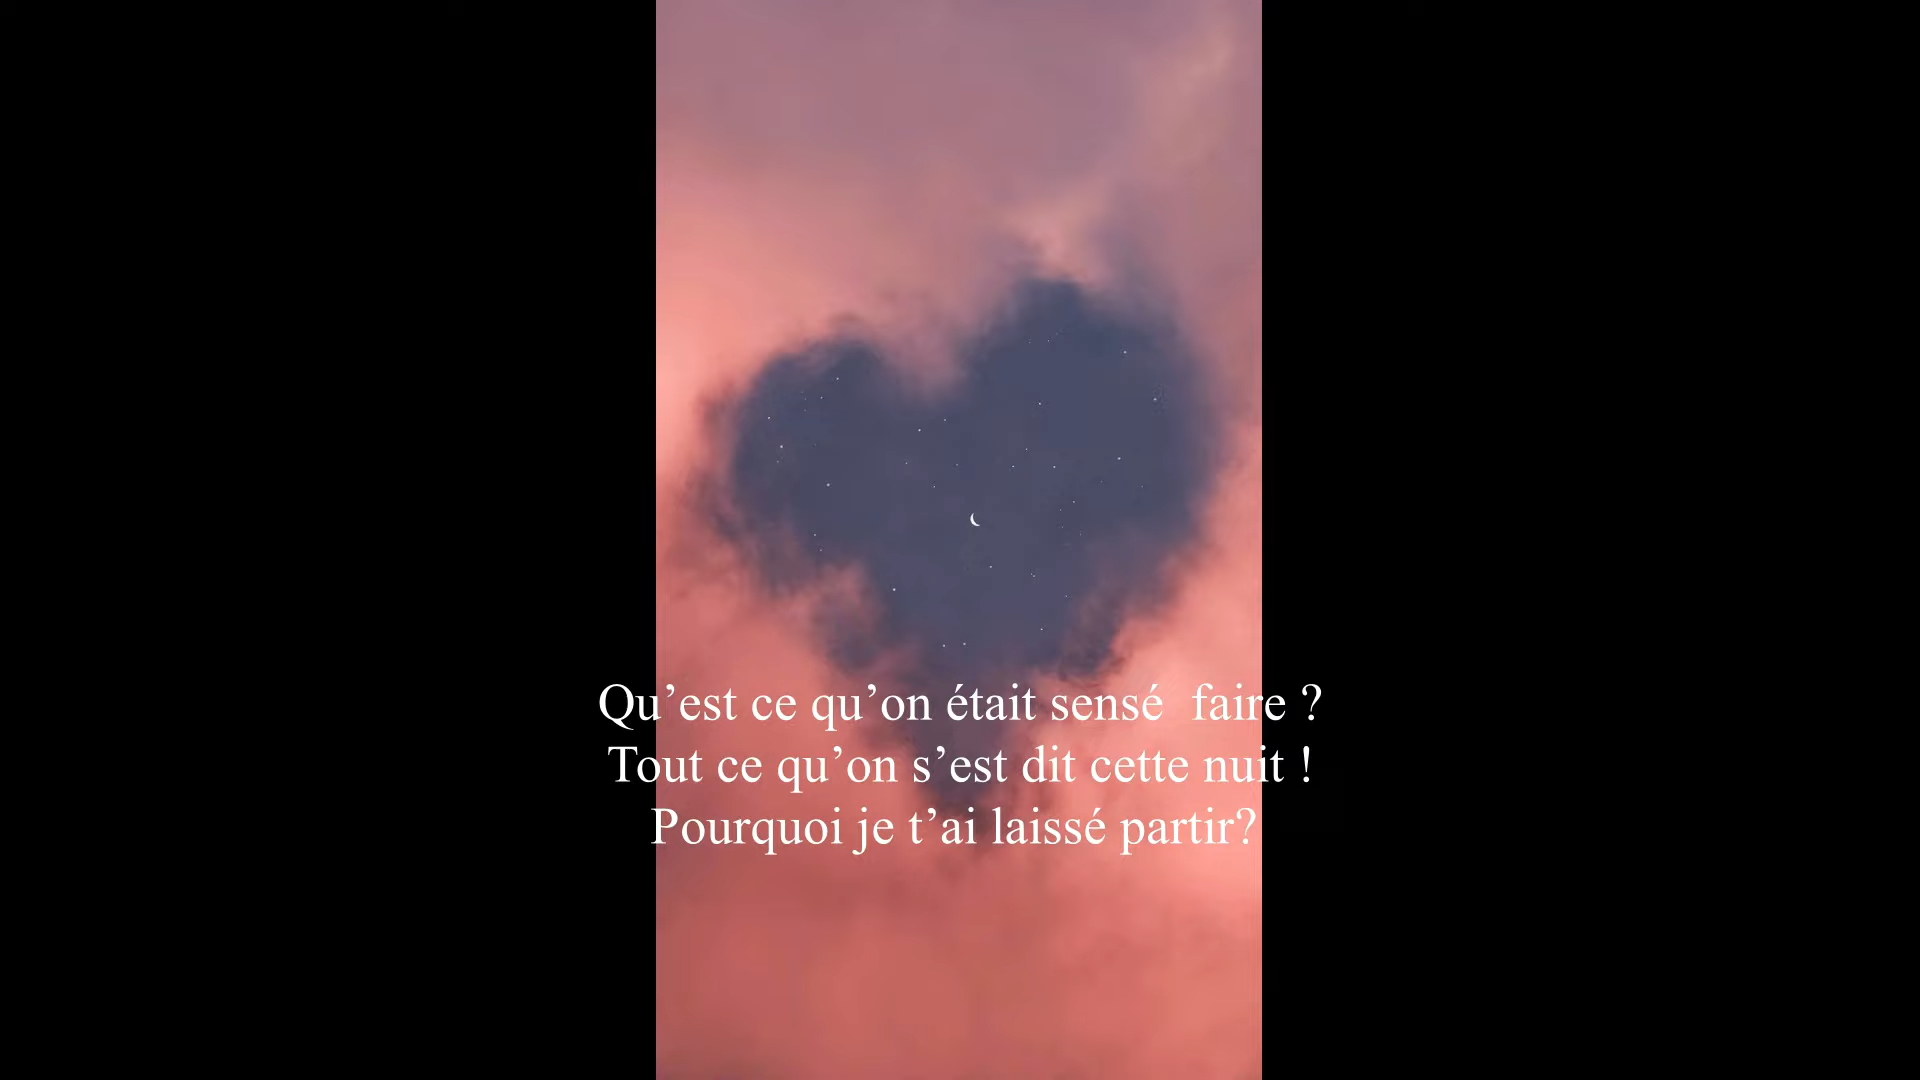 Qu’est ce qu’on était sensé  faire ?
Tout ce qu’on s’est dit cette nuit !
Pourquoi je t’ai laissé partir?